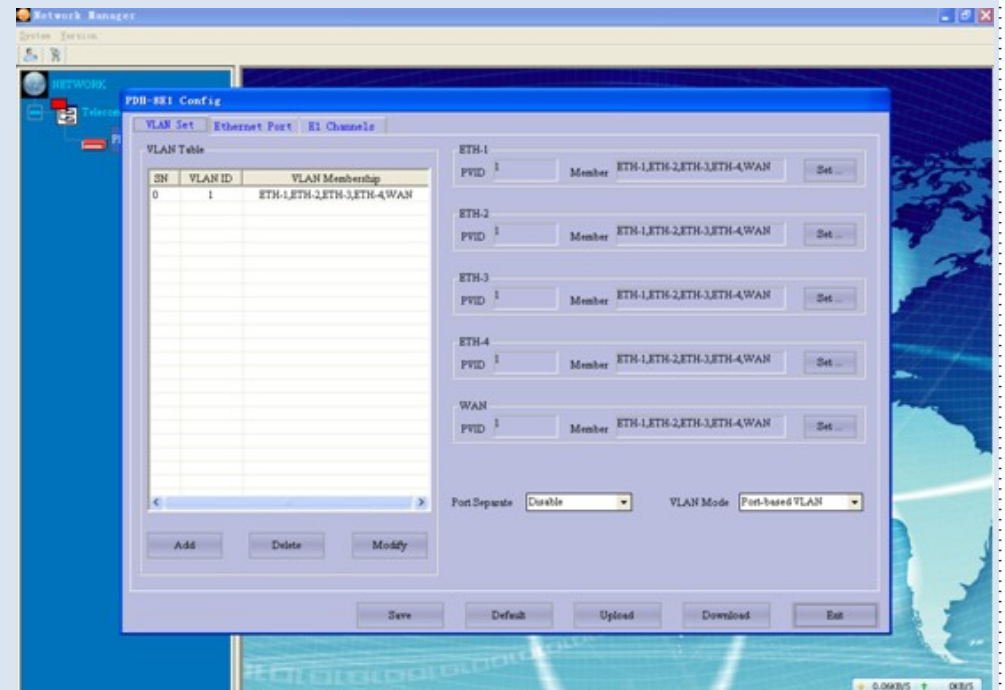 Network Manager
System Version
NETWORK
Telecom
PDH-8E1 Config
VLAN Set Ethernet Port E1 Channels
VLAN Table
SN VLAN ID VLAN Membership
0 1 ETH-1,ETH-2,ETH-3,ETH-4,WAN
Add Delete Modify
ETH-1
PVID 1 Member ETH-1,ETH-2,ETH-3,ETH-4,WAN Set ...
ETH-2
PVID 1 Member ETH-1,ETH-2,ETH-3,ETH-4,WAN Set ...
ETH-3
PVID 1 Member ETH-1,ETH-2,ETH-3,ETH-4,WAN Set ...
ETH-4
PVID 1 Member ETH-1,ETH-2,ETH-3,ETH-4,WAN Set ...
WAN
PVID 1 Member ETH-1,ETH-2,ETH-3,ETH-4,WAN Set ...
Port Separate Disable VLAN Mode Port-based VLAN
Save Default Upload Download Exit
0.06KB/S 0KB/S